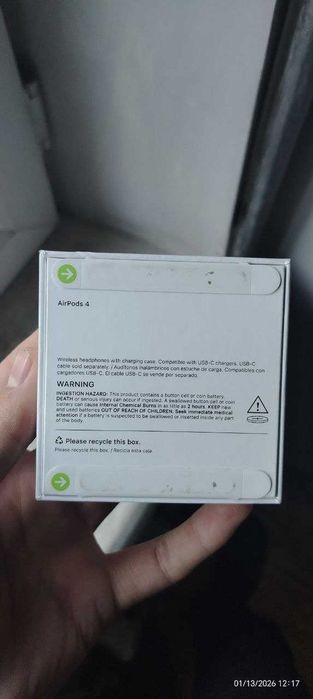 AirPods 4
Wireless headphones with charging case. Compatible with USB-C chargers. USB-C
cable sold separately. / Audífonos inalámbricos con estuche de carga. Compatibles con
cargadores USB-C. El cable USB-C se vende por separado.
WARNING
INGESTION HAZARD: This product contains a button cell or coin battery.
DEATH or serious injury can occur if ingested. A swallowed button cell or coin
battery can cause Internal Chemical Burns in as little as 2 hours. KEEP new
and used batteries OUT OF REACH OF CHILDREN. Seek immediate medical
attention if a battery is suspected to be swallowed or inserted inside any part
of the body.
Please recycle this box.
Please recycle this box. / Recicla esta caja.
01/13/2026 12:17